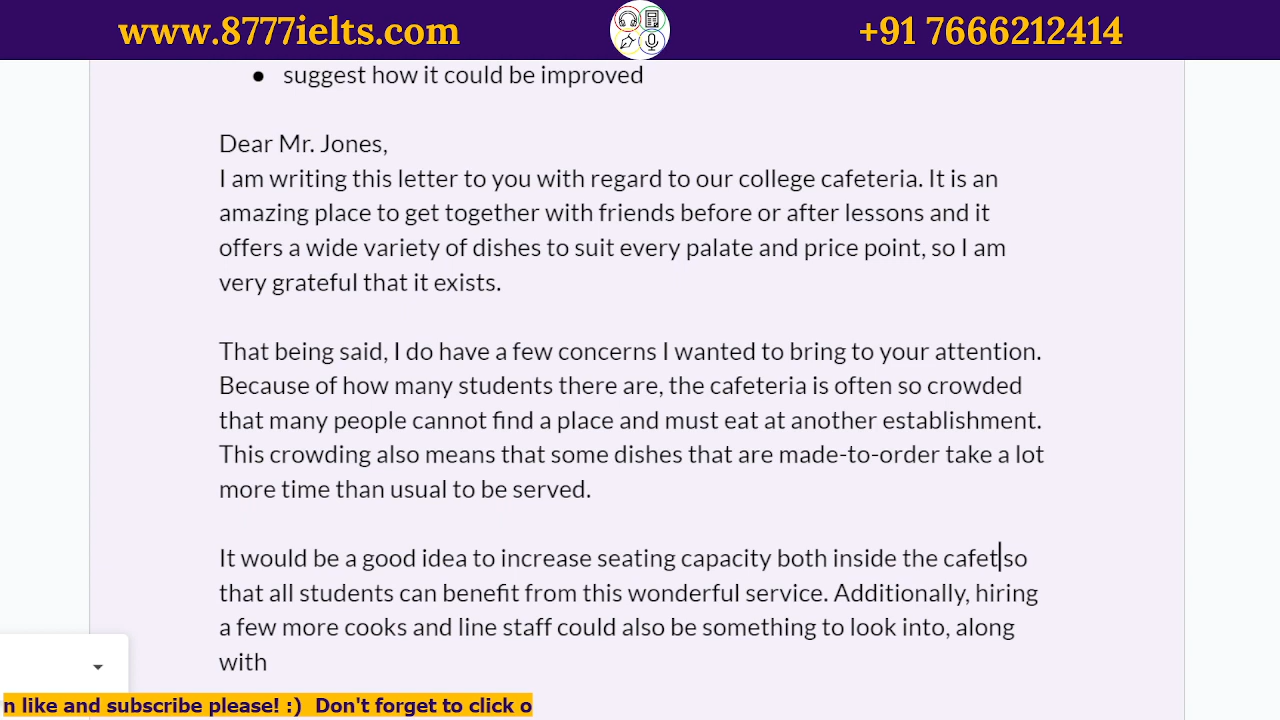 www.8777ielts.com
+91 7666212414
● suggest how it could be improved
Dear Mr. Jones,
I am writing this letter to you with regard to our college cafeteria. It is an
amazing place to get together with friends before or after lessons and it
offers a wide variety of dishes to suit every palate and price point, so I am
very grateful that it exists.
That being said, I do have a few concerns I wanted to bring to your attention.
Because of how many students there are, the cafeteria is often so crowded
that many people cannot find a place and must eat at another establishment.
This crowding also means that some dishes that are made-to-order take a lot
more time than usual to be served.
It would be a good idea to increase seating capacity both inside the cafet so
that all students can benefit from this wonderful service. Additionally, hiring
a few more cooks and line staff could also be something to look into, along
with
n like and subscribe please! :) Don't forget to click o